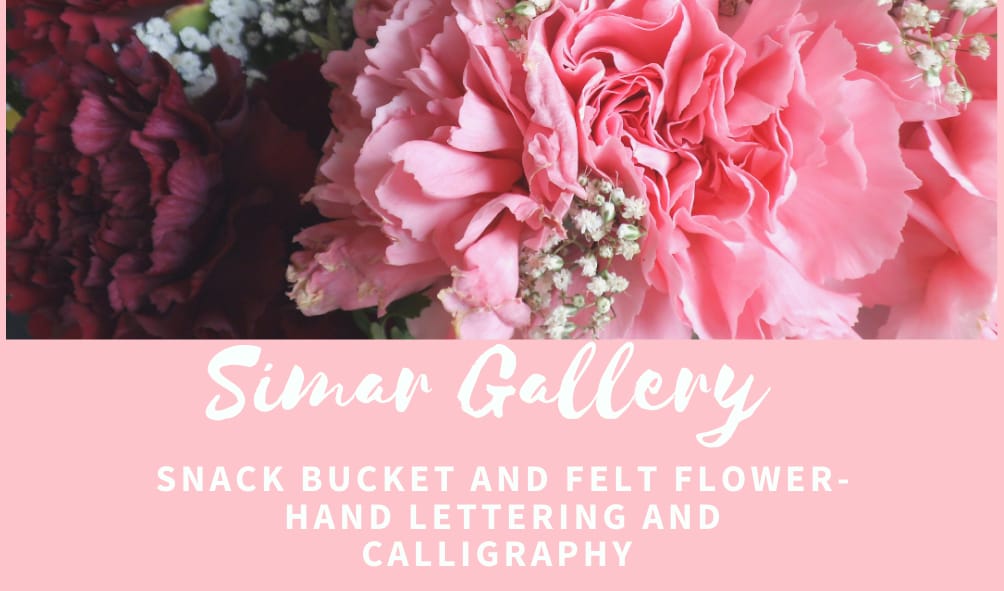 Simar Gallery
SNACK BUCKET AND FELT FLOWER-
HAND LETTERING AND
CALLIGRAPHY